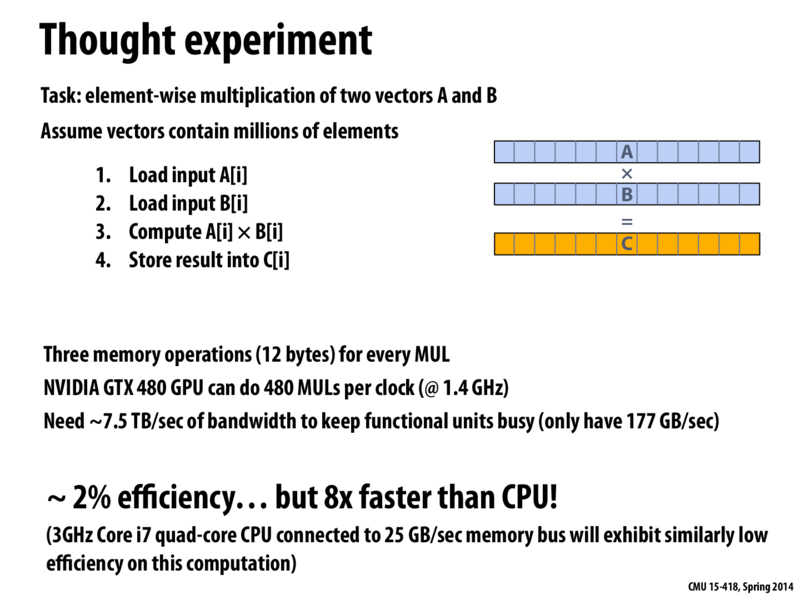 Thought experiment
Task: element-wise multiplication of two vectors A and B
Assume vectors contain millions of elements
1. Load input A[i]
2. Load input B[i]
3. Compute A[i] × B[i]
4. Store result into C[i]
A
×
B
=
C
Three memory operations (12 bytes) for every MUL
NVIDIA GTX 480 GPU can do 480 MULs per clock (@ 1.4 GHz)
Need ~7.5 TB/sec of bandwidth to keep functional units busy (only have 177 GB/sec)
~ 2% efficiency… but 8x faster than CPU!
(3GHz Core i7 quad-core CPU connected to 25 GB/sec memory bus will exhibit similarly low
efficiency on this computation)
CMU 15-418, Spring 2014